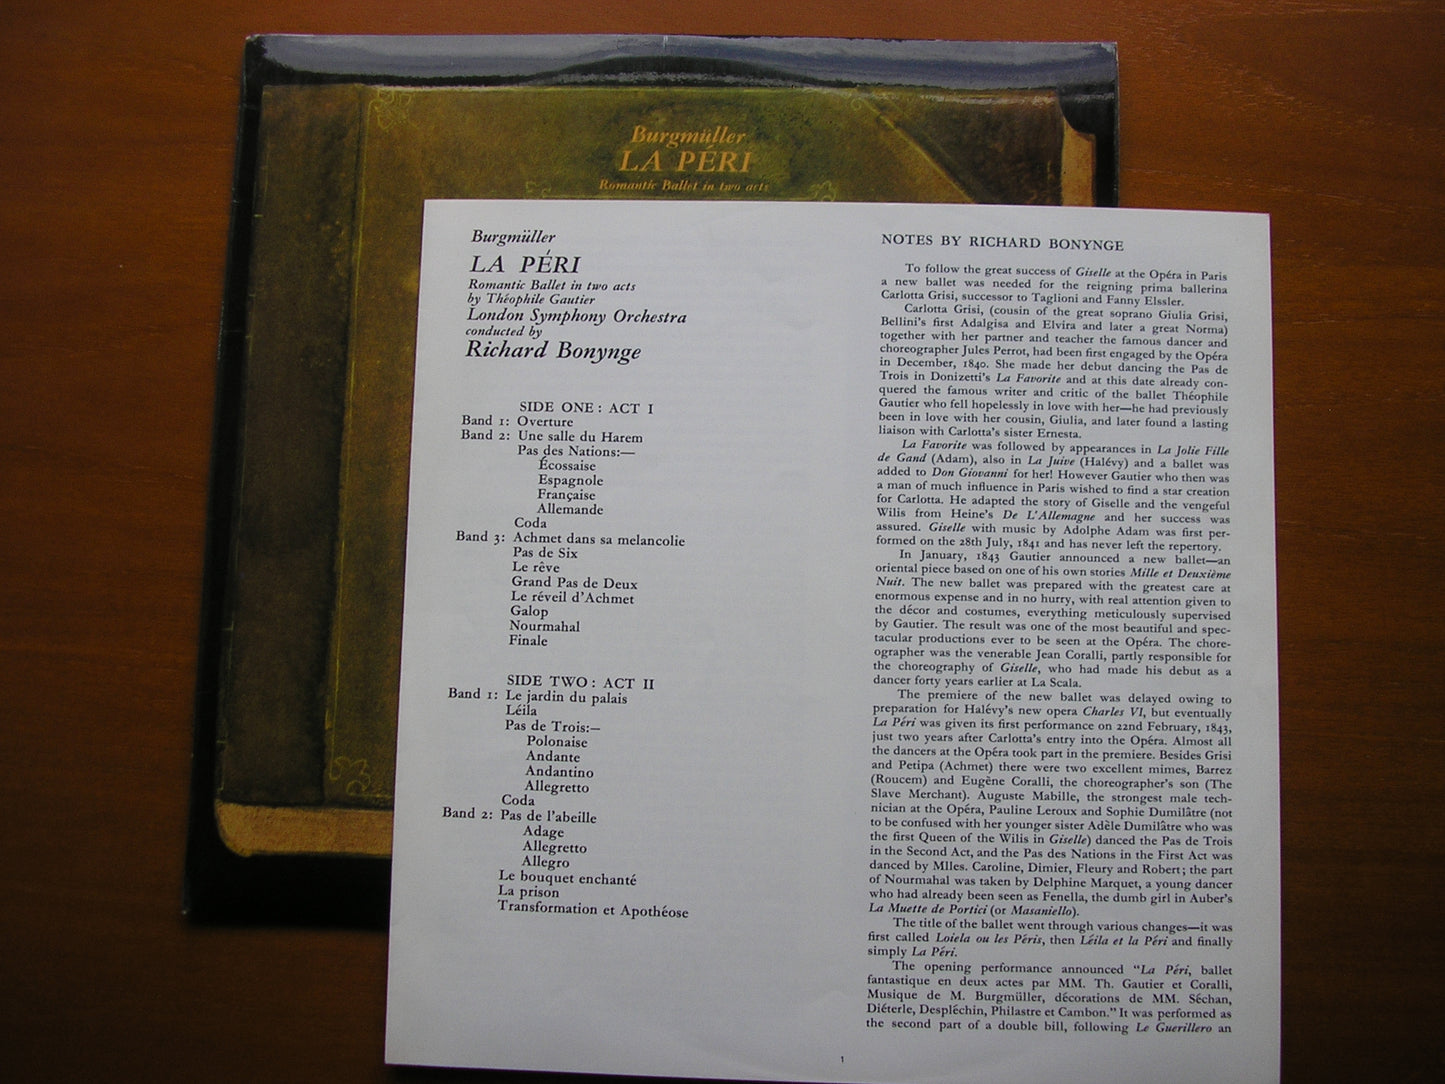 Burgmüller
LA PÉRI
Romantic Ballet in two acts
Burgmüller
LA PÉRI
Romantic Ballet in two acts
by Théophile Gautier
London Symphony Orchestra
conducted by
Richard Bonynge
SIDE ONE: ACT I
Band 1: Overture
Band 2: Une salle du Harem
Pas des Nations:—
Écossaise
Espagnole
Française
Allemande
Coda
Band 3: Achmet dans sa melancolie
Pas de Six
Le rêve
Grand Pas de Deux
Le réveil d'Achmet
Galop
Nourmahal
Finale
SIDE TWO: ACT II
Band 1: Le jardin du palais
Léila
Pas de Trois:—
Polonaise
Andante
Andantino
Allegretto
Coda
Band 2: Pas de l'abeille
Adage
Allegretto
Allegro
Le bouquet enchanté
La prison
Transformation et Apothéose
NOTES BY RICHARD BONYNGE
To follow the great success of Giselle at the Opéra in Paris
a new ballet was needed for the reigning prima ballerina
Carlotta Grisi, successor to Taglioni and Fanny Elssler.
Carlotta Grisi, (cousin of the great soprano Giulia Grisi,
Bellini's first Adalgisa and Elvira and later a great Norma)
together with her partner and teacher the famous dancer and
choreographer Jules Perrot, had been first engaged by the Opéra
in December, 1840. She made her debut dancing the Pas de
Trois in Donizetti's La Favorite and at this date already con-
quered the famous writer and critic of the ballet Théophile
Gautier who fell hopelessly in love with her—he had previously
been in love with her cousin, Giulia, and later found a lasting
liaison with Carlotta's sister Ernesta.
La Favorite was followed by appearances in La Jolie Fille
de Gand (Adam), also in La Juive (Halévy) and a ballet was
added to Don Giovanni for her! However Gautier who then was
a man of much influence in Paris wished to find a star creation
for Carlotta. He adapted the story of Giselle and the vengeful
Wilis from Heine's De L'Allemagne and her success was
assured. Giselle with music by Adolphe Adam was first per-
formed on the 28th July, 1841 and has never left the repertory.
In January, 1843 Gautier announced a new ballet—an
oriental piece based on one of his own stories Mille et Deuxième
Nuit. The new ballet was prepared with the greatest care at
enormous expense and in no hurry, with real attention given to
the décor and costumes, everything meticulously supervised
by Gautier. The result was one of the most beautiful and spec-
tacular productions ever to be seen at the Opéra. The chore-
ographer was the venerable Jean Coralli, partly responsible for
the choreography of Giselle, who had made his debut as a
dancer forty years earlier at La Scala.
The premiere of the new ballet was delayed owing to
preparation for Halévy's new opera Charles VI, but eventually
La Péri was given its first performance on 22nd February, 1843,
just two years after Carlotta's entry into the Opéra. Almost all
the dancers at the Opéra took part in the premiere. Besides Grisi
and Petipa (Achmet) there were two excellent mimes, Barrez
(Roucem) and Eugène Coralli, the choreographer's son (The
Slave Merchant). Auguste Mabille, the strongest male tech-
nician at the Opéra, Pauline Leroux and Sophie Dumilâtre (not
to be confused with her younger sister Adèle Dumilâtre who was
the first Queen of the Wilis in Giselle) danced the Pas de Trois
in the Second Act, and the Pas des Nations in the First Act was
danced by Mlles. Caroline, Dimier, Fleury and Robert; the part
of Nourmahal was taken by Delphine Marquet, a young dancer
who had already been seen as Fenella, the dumb girl in Auber's
La Muette de Portici (or Masaniello).
The title of the ballet went through various changes—it was
first called Loiela ou les Péris, then Léila et la Péri and finally
simply La Péri.
The opening performance announced "La Péri, ballet
fantastique en deux actes par MM. Th. Gautier et Coralli,
Musique de M. Burgmüller, décorations de MM. Séchan,
Diéterle, Despléchin, Philastre et Cambon." It was performed as
the second part of a double bill, following Le Guerillero an
1